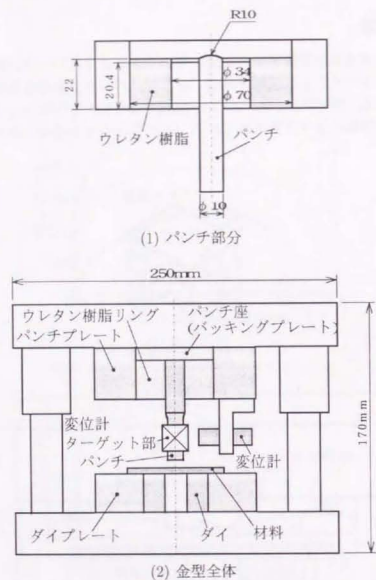 R10
φ34
φ70
22
20.4
ウレタン樹脂
パンチ
φ10
(1) パンチ部分
250mm
ウレタン樹脂リング
パンチプレート
パンチ座
(バッキングプレート)
変位計
ターゲット部
パンチ
変位計
170mm
ダイプレート
ダイ
材料
(2) 金型全体